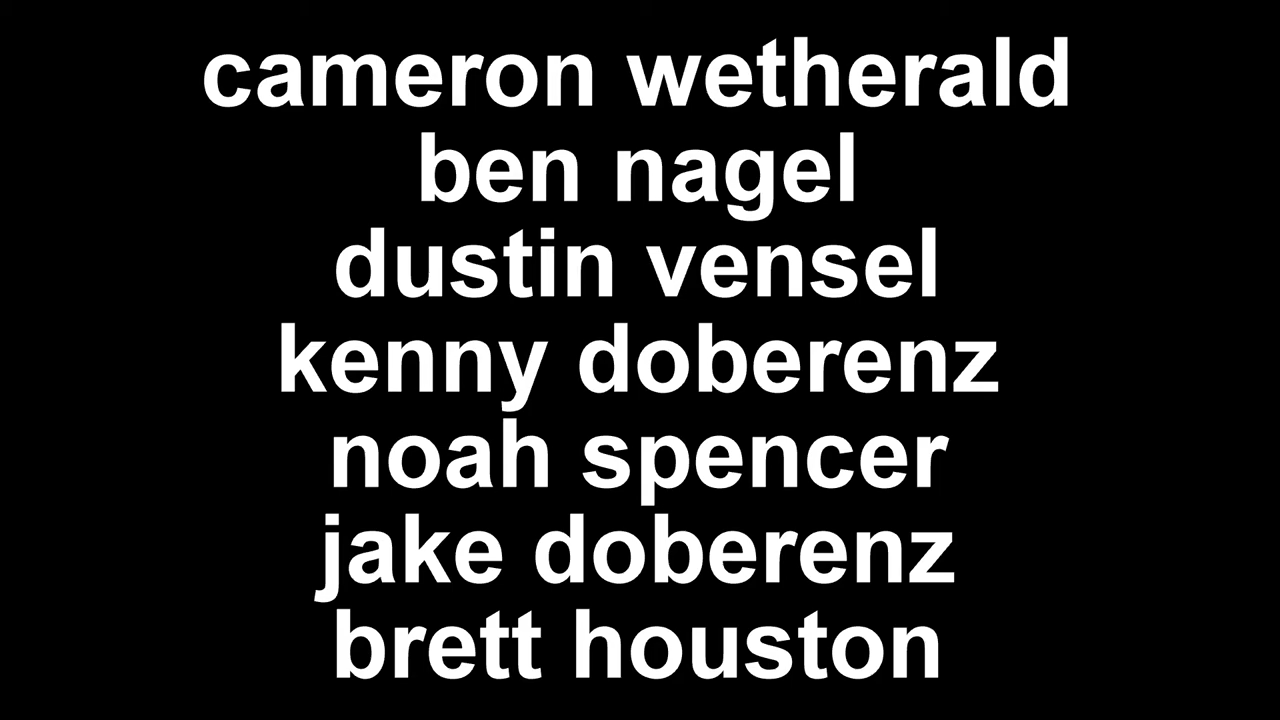 cameron wetherald
ben nagel
dustin vensel
kenny doberenz
noah spencer
jake doberenz
brett houston